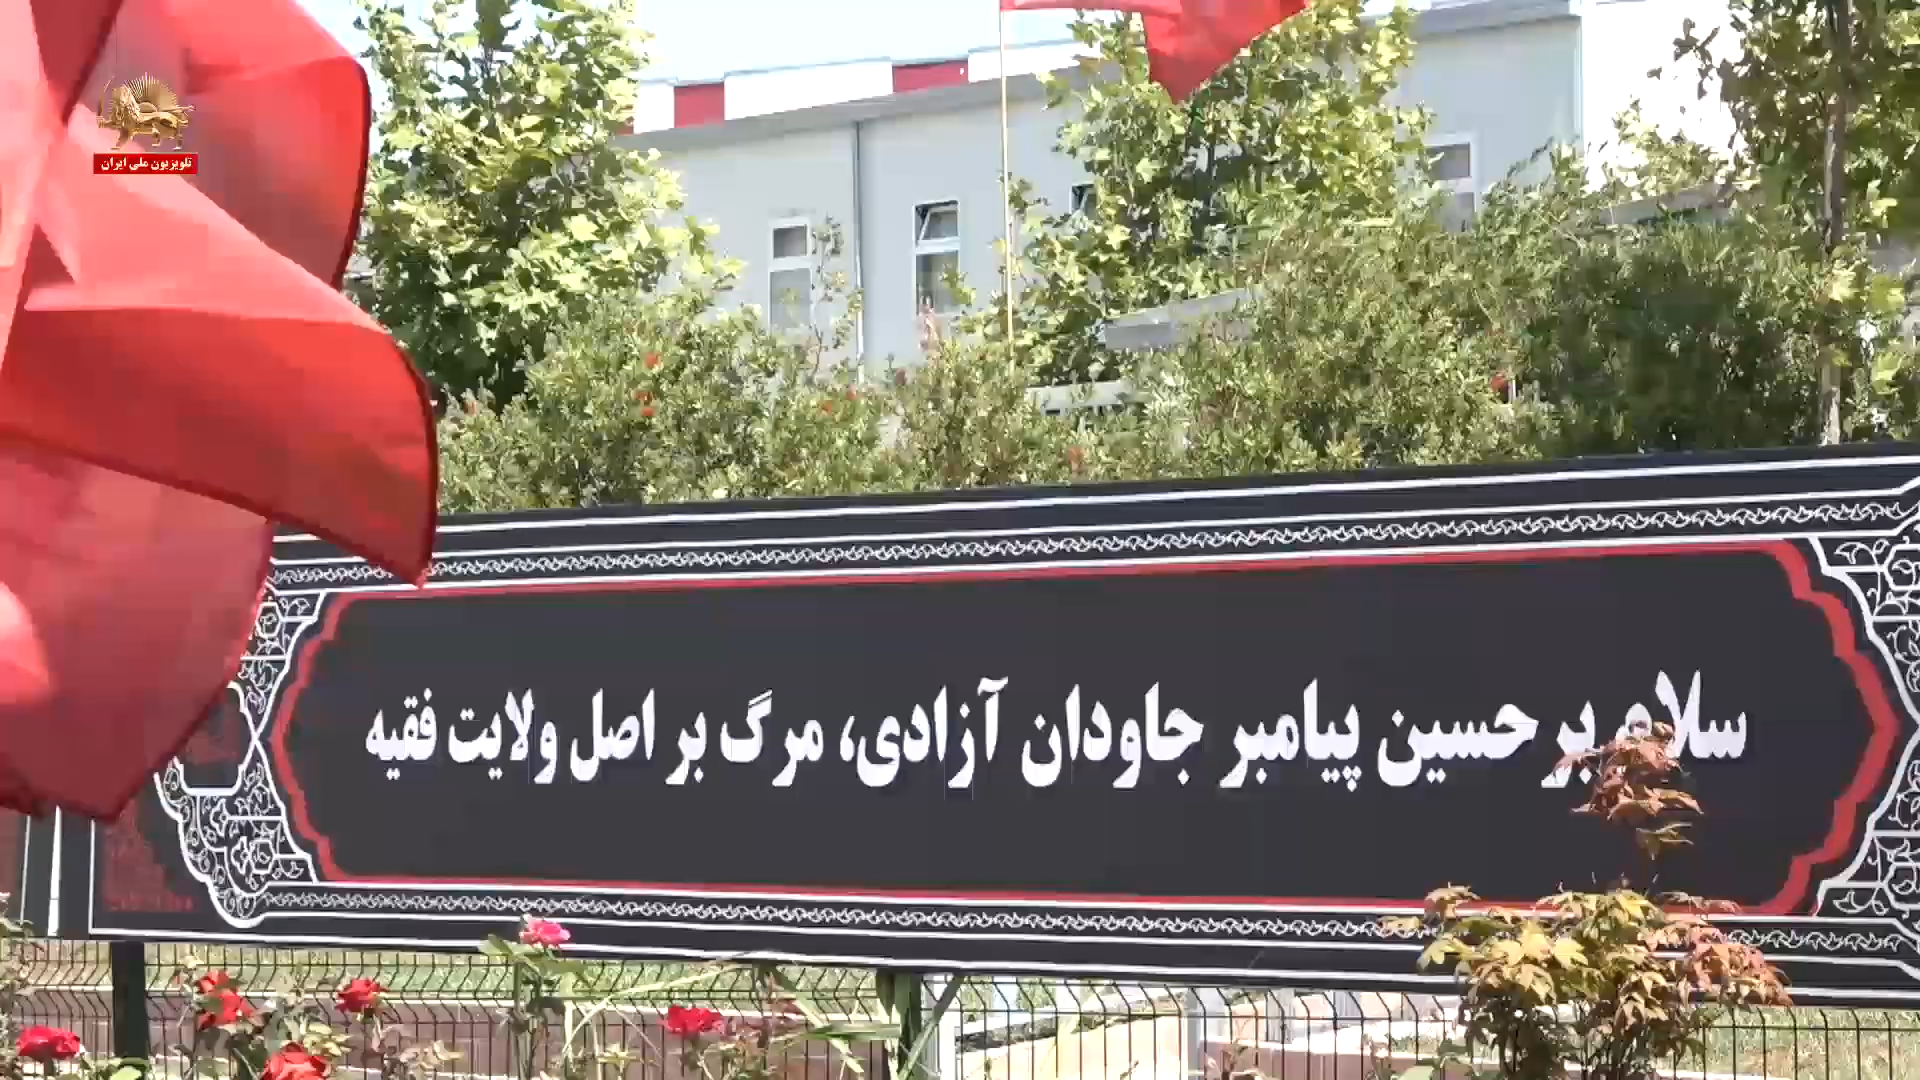 تلویزیون ملی ایران
سلام بر حسین پیامبر جاودان آزادی، مرگ بر اصل ولایت فقیه